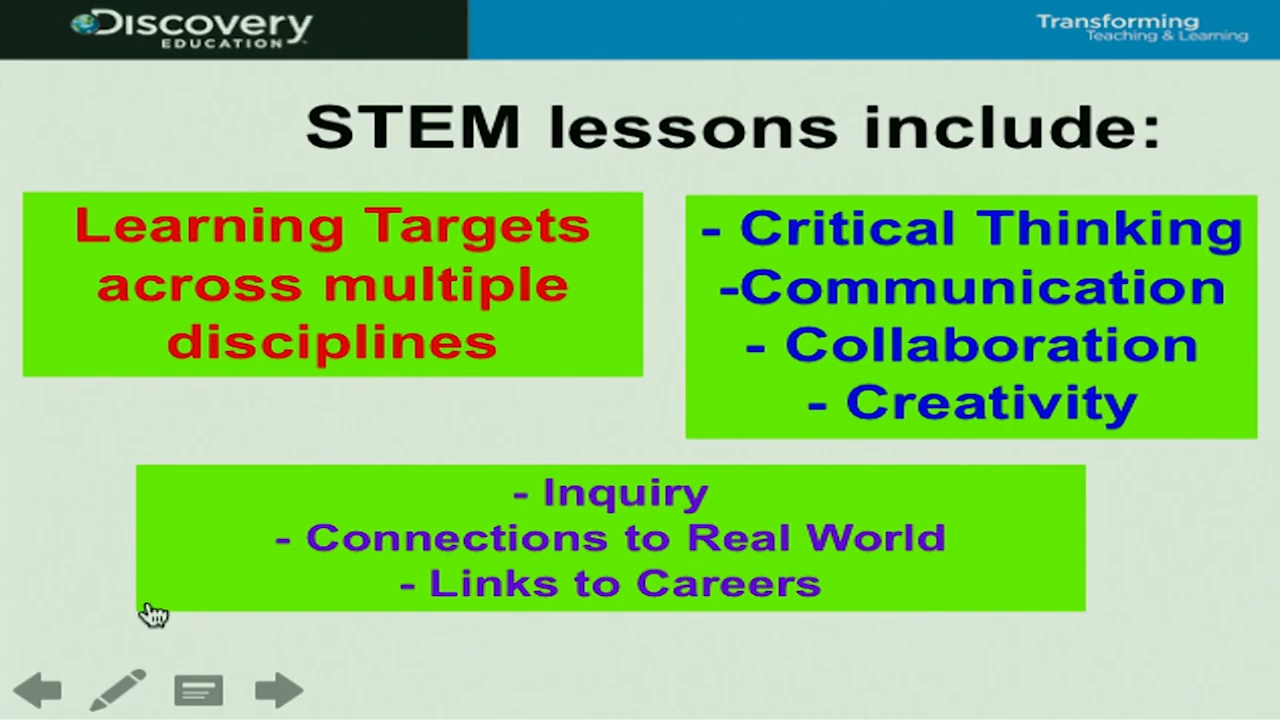 Discovery
EDUCATION
Transforming
Teaching & Learning
STEM lessons include:
Learning Targets
across multiple
disciplines
- Critical Thinking
-Communication
- Collaboration
- Creativity
- Inquiry
- Connections to Real World
- Links to Careers